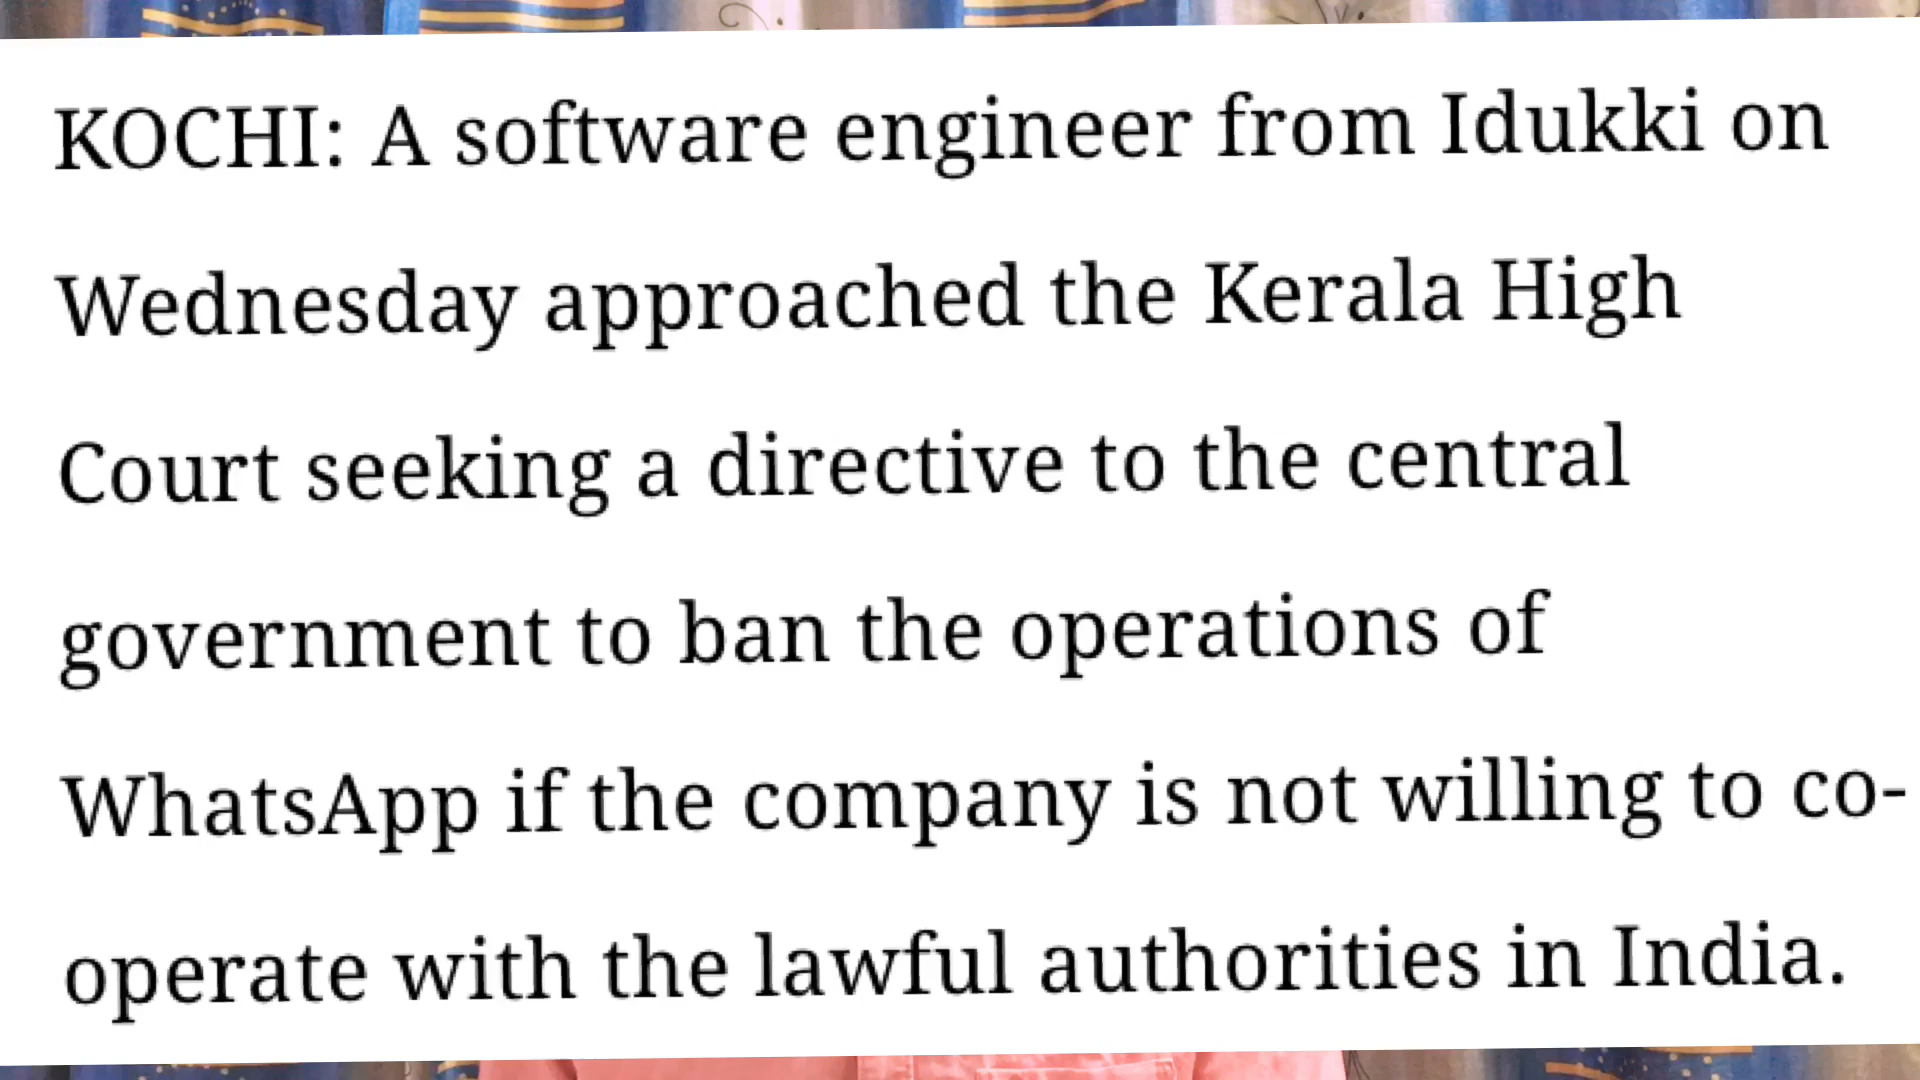 KOCHI: A software engineer from Idukki on
Wednesday approached the Kerala High
Court seeking a directive to the central
government to ban the operations of
WhatsApp if the company is not willing to co-
operate with the lawful authorities in India.